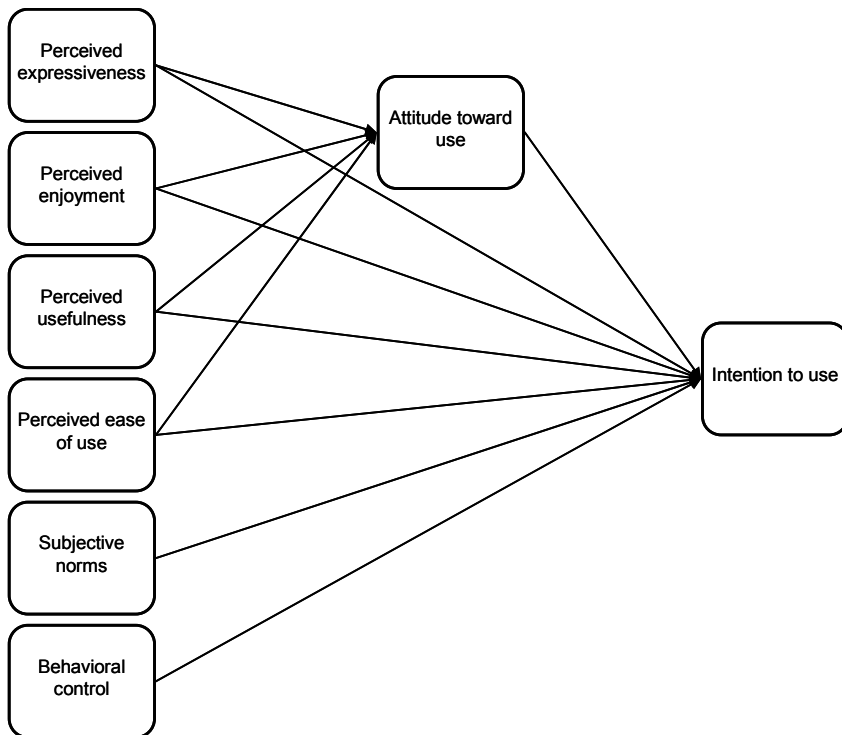 Perceived
expressiveness
Attitude toward
use
Perceived
enjoyment
Perceived
usefulness
Intention to use
Perceived ease
of use
Subjective
norms
Behavioral
control